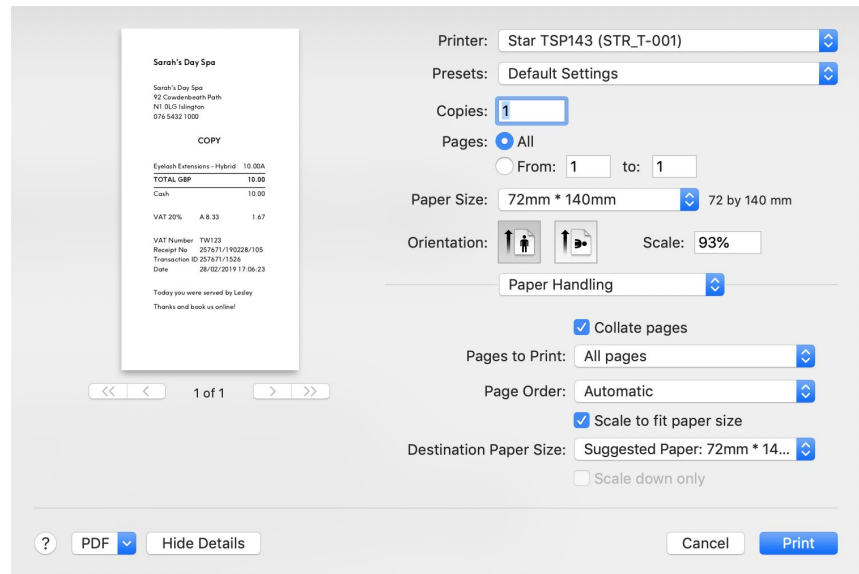 Sarah's Day Spa
Sarah's Day Spa
92 Cowdenbeath Path
N1 0LG Islington
076 5432 1000
COPY
Eyelash Extensions - Hybrid 10.00A
TOTAL GBP 10.00
Cash 10.00
VAT 20% A 8.33 1.67
VAT Number TW123
Receipt No 257671/190228/105
Transaction ID 257671/1526
Date 28/02/2019 17:06:23
Today you were served by Lesley
Thanks and book us online!
<< < 1 of 1 > >>
Printer: Star TSP143 (STR_T-001)
Presets: Default Settings
Copies: 1
Pages: All
From: 1 to: 1
Paper Size: 72mm * 140mm 72 by 140 mm
Orientation: Scale: 93%
Paper Handling
Collate pages
Pages to Print: All pages
Page Order: Automatic
Scale to fit paper size
Destination Paper Size: Suggested Paper: 72mm * 14...
Scale down only
? PDF Hide Details Cancel Print